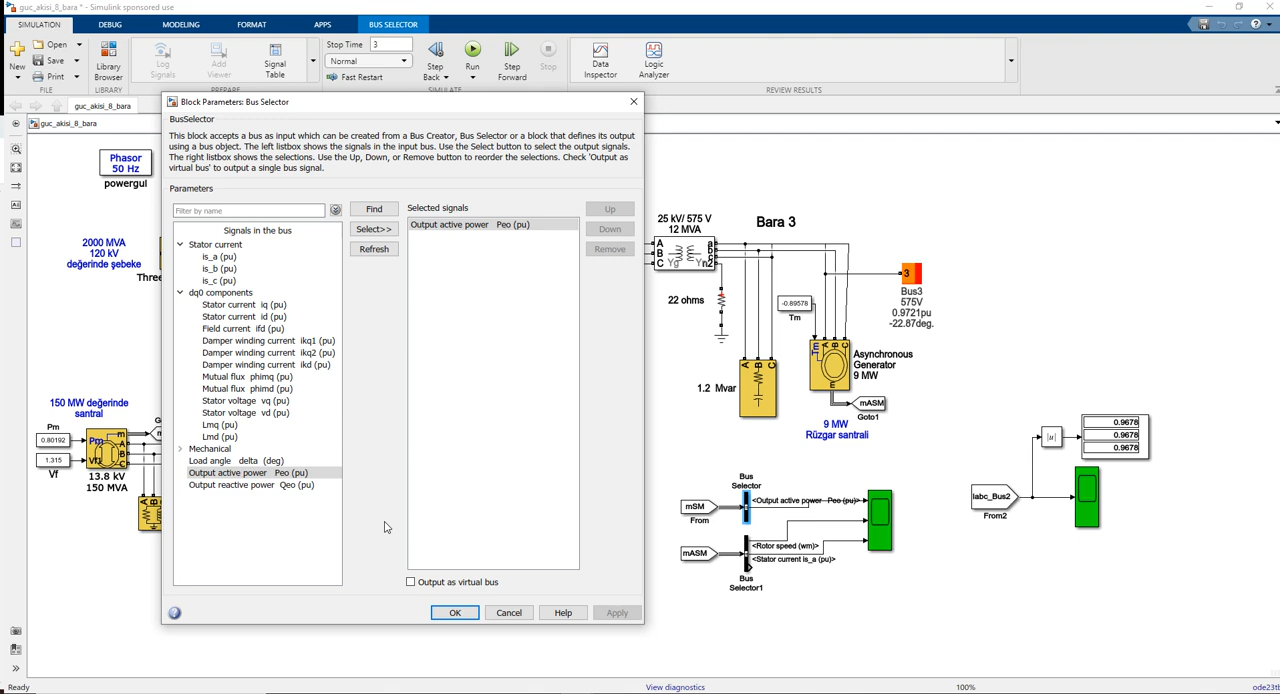 guc_akisi_8_bara * - Simulink sponsored use
SIMULATION
DEBUG
MODELING
FORMAT
APPS
BUS SELECTOR
New
Open
Save
Print
FILE
Library
Browser
LIBRARY
Log
Signals
Add
Viewer
Signal
Table
PREPARE
Stop Time 3
Normal
Fast Restart
Step
Back
Run
Step
Forward
Stop
SIMULATE
Data
Inspector
Logic
Analyzer
REVIEW RESULTS
guc_akisi_8_bara
guc_akisi_8_bara
Block Parameters: Bus Selector
BusSelector
This block accepts a bus as input which can be created from a Bus Creator, Bus Selector or a block that defines its output
using a bus object. The left listbox shows the signals in the input bus. Use the Select button to select the output signals.
The right listbox shows the selections. Use the Up, Down, or Remove button to reorder the selections. Check 'Output as
virtual bus' to output a single bus signal.
Parameters
Filter by name
Find
Select>>
Refresh
Signals in the bus
Stator current
is_a (pu)
is_b (pu)
is_c (pu)
dq0 components
Stator current iq (pu)
Stator current id (pu)
Field current ifd (pu)
Damper winding current ikq1 (pu)
Damper winding current ikq2 (pu)
Damper winding current ikd (pu)
Mutual flux phimq (pu)
Mutual flux phimd (pu)
Stator voltage vq (pu)
Stator voltage vd (pu)
Lmq (pu)
Lmd (pu)
Mechanical
Load angle delta (deg)
Output active power Peo (pu)
Output reactive power Qeo (pu)
Selected signals
Output active power Peo (pu)
Up
Down
Remove
Output as virtual bus
OK
Cancel
Help
Apply
Phasor
50 Hz
powergui
2000 MVA
120 kV
değerinde şebeke
Three
150 MW değerinde
santral
Pm
0.80192
1.315
Vf
Pm
m
A
B
C
13.8 kV
150 MVA
A B
25 kV/ 575 V
12 MVA
A
B
C
Yg
Yn2
a
b
c
Bara 3
22 ohms
-0.89578
Tm
3
Bus3
575V
0.9721pu
-22.87deg.
A B C
1.2 Mvar
A B C
Asynchronous
Generator
9 MW
mASM
Goto1
9 MW
Rüzgar santrali
Bus
Selector
mSM
From
<Output active power Peo (pu)>
mASM
<Rotor speed (wm)>
<Stator current is_a (pu)>
Bus
Selector1
Iabc_Bus2
From2
|u|
0.9678
0.9678
0.9678
Ready
View diagnostics
100%